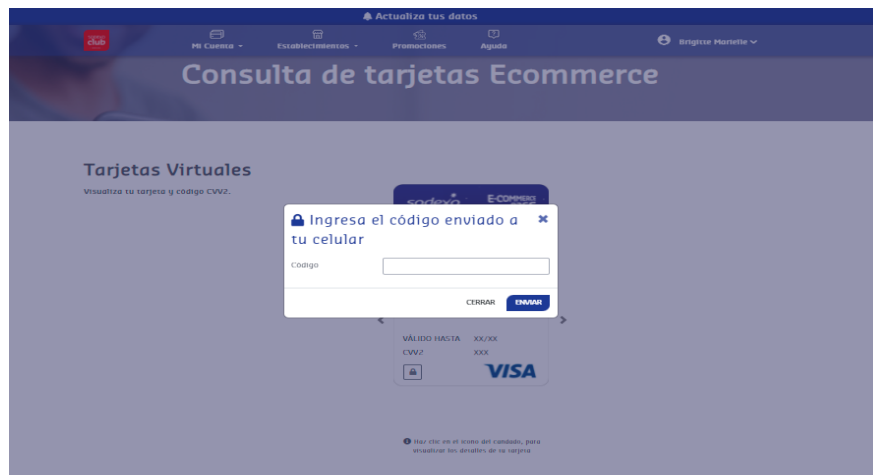 Actualiza tus datos
club
Mi Cuenta
Establecimientos
Promociones
Ayuda
Brigitte Marielle
Consulta de tarjetas Ecommerce
Tarjetas Virtuales
Visualiza tu tarjeta y código CVV2.
sodexo
E-COMMERCE
Ingresa el código enviado a
tu celular
Código
CERRAR
ENVIAR
VÁLIDO HASTA XX/XX
CVV2 XXX
VISA
Haz clic en el icono del candado, para
visualizar los detalles de su tarjeta